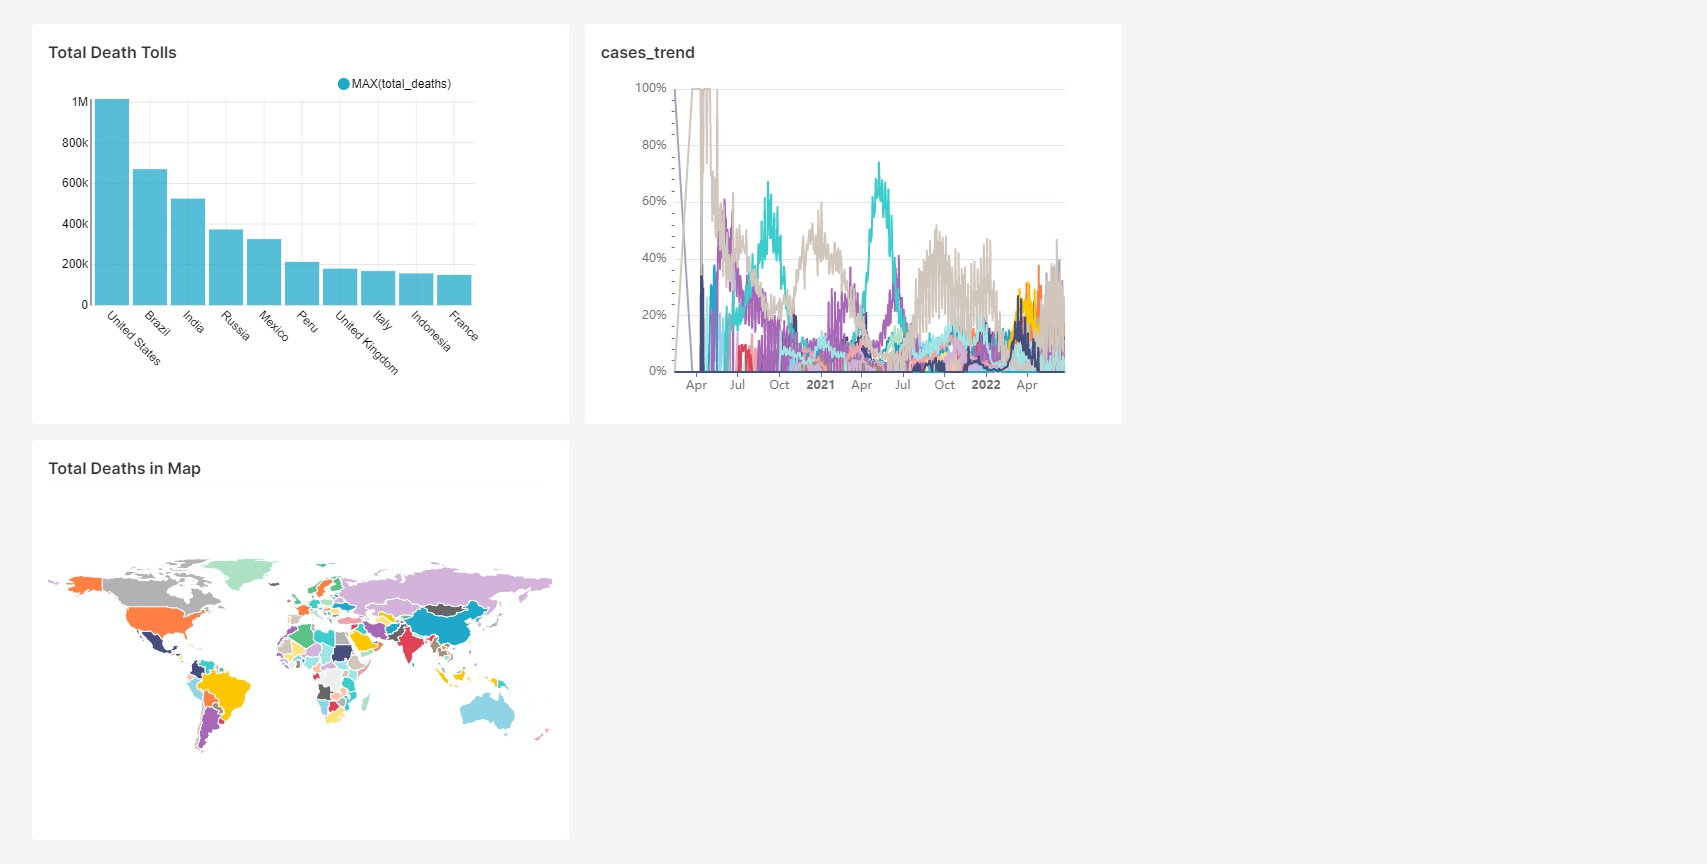 Total Death Tolls
MAX(total_deaths)
1M
800k
600k
400k
200k
0
United States
Brazil
India
Russia
Mexico
Peru
United Kingdom
Italy
Indonesia
France
cases_trend
100%
80%
60%
40%
20%
0%
Apr Jul Oct 2021 Apr Jul Oct 2022 Apr
Total Deaths in Map